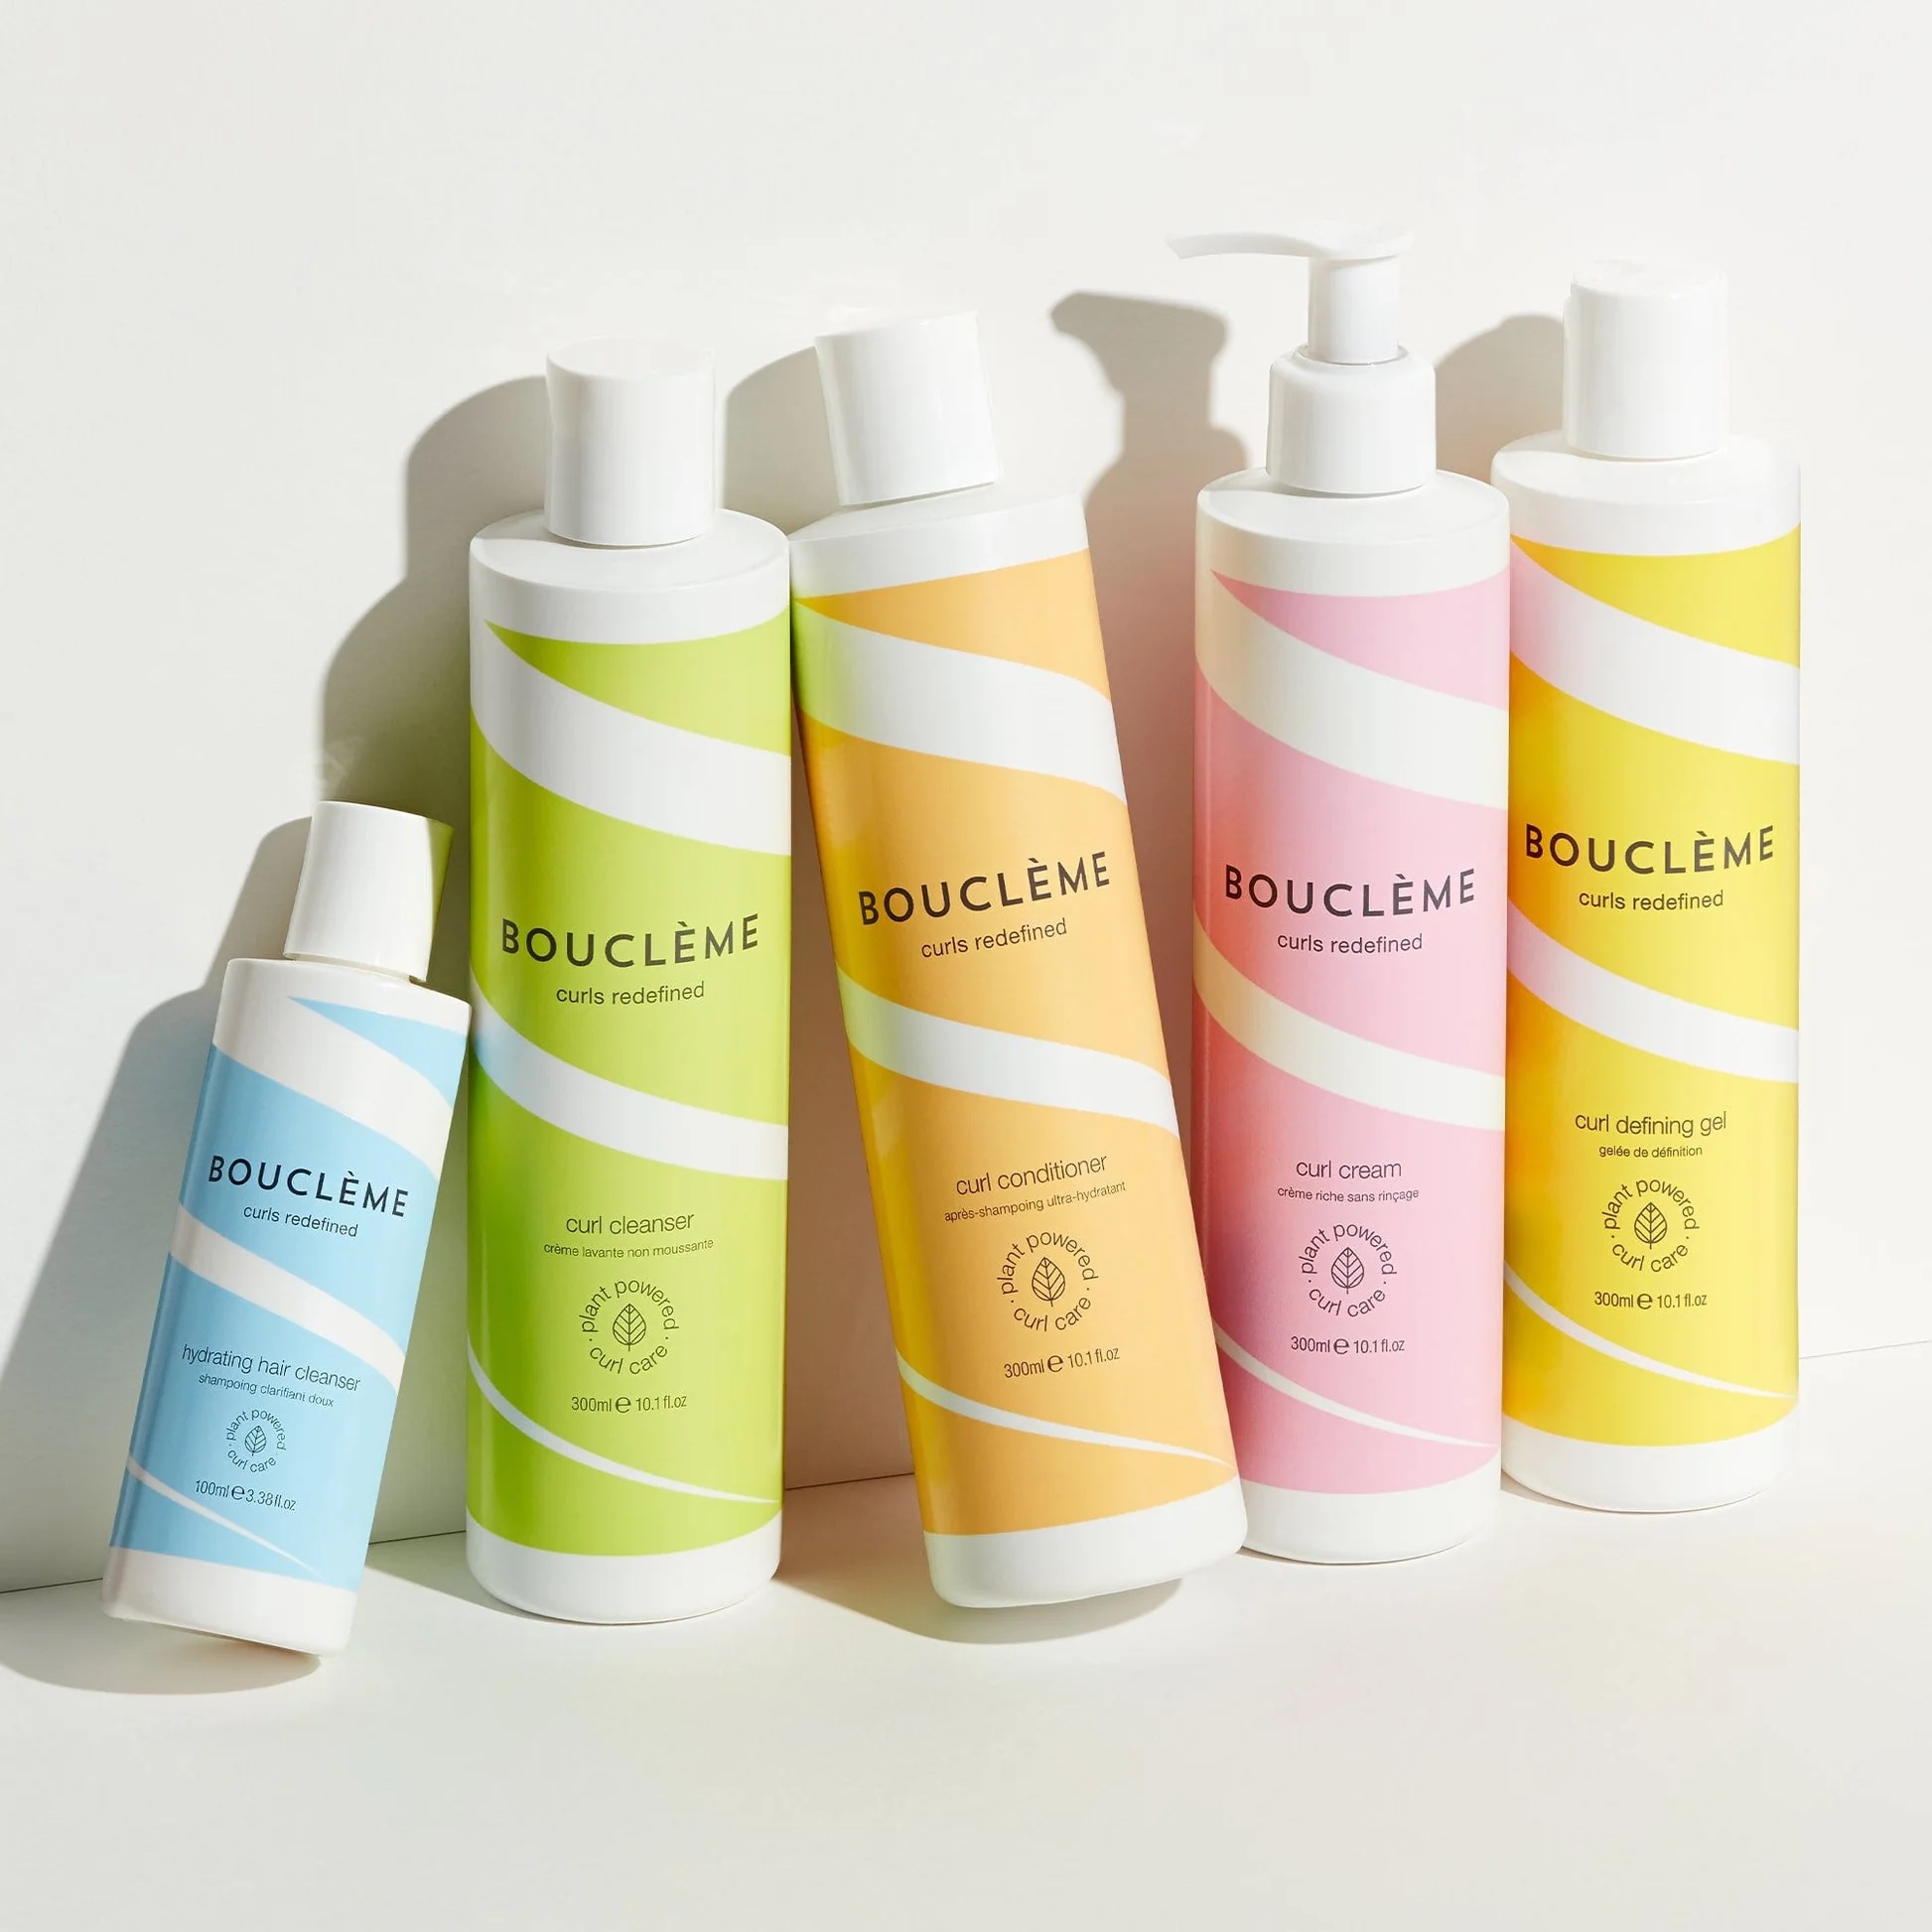 BOUCLÈME
curls redefined
hydrating hair cleanser
shampoing clarifiant doux
plant powered
curl care
100ml e 3.38fl.oz
BOUCLÈME
curls redefined
curl cleanser
crème lavante non moussante
plant powered
curl care
300ml e 10.1 fl.oz
BOUCLÈME
curls redefined
curl conditioner
après-shampoing ultra-hydratant
plant powered
curl care
300ml e 10.1 fl.oz
BOUCLÈME
curls redefined
curl cream
crème riche sans rinçage
plant powered
curl care
300ml e 10.1 fl.oz
BOUCLÈME
curls redefined
curl defining gel
gelée de définition
plant powered
curl care
300ml e 10.1 fl.oz